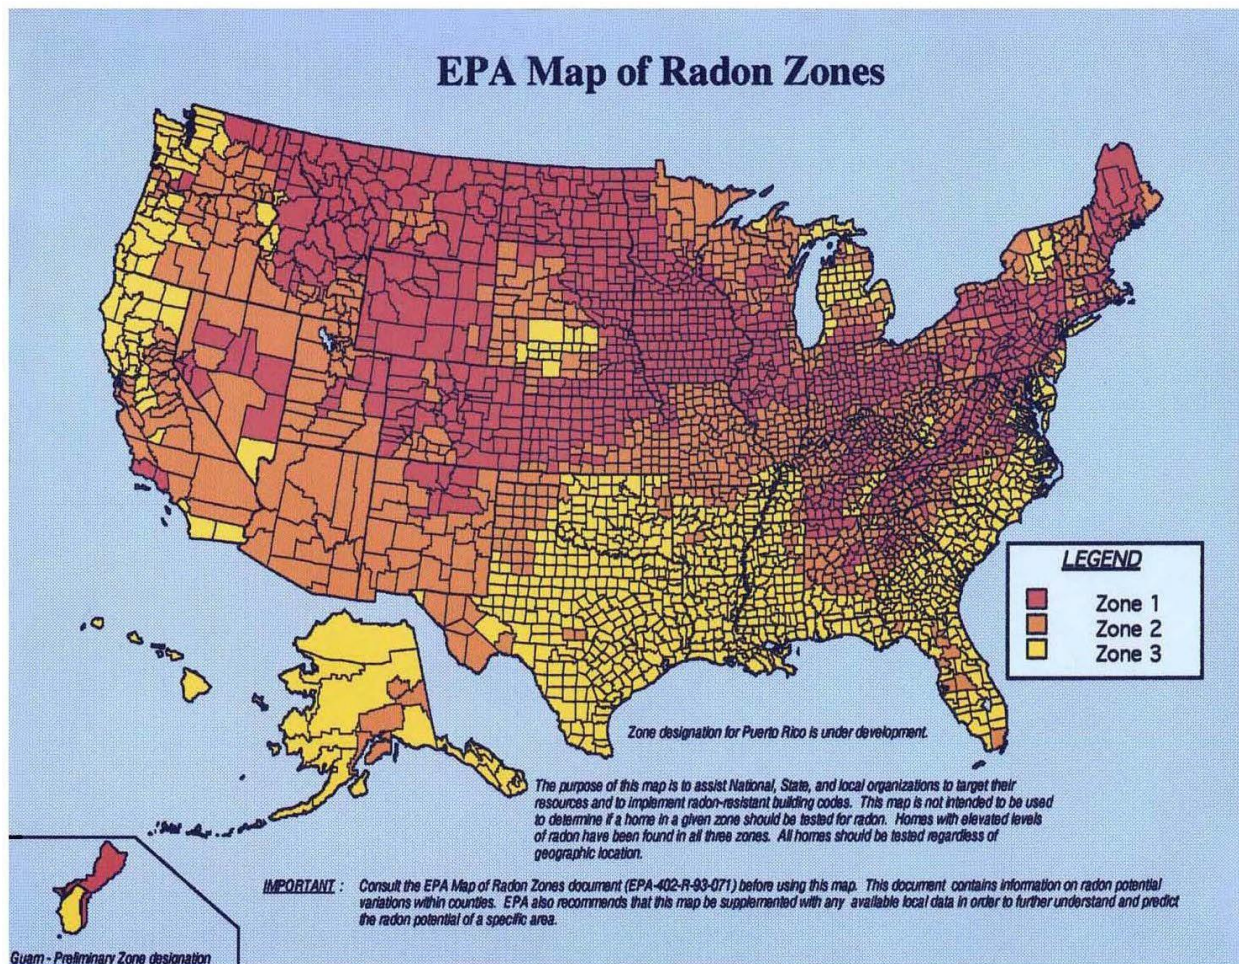 EPA Map of Radon Zones
LEGEND
Zone 1
Zone 2
Zone 3
Zone designation for Puerto Rico is under development.
The purpose of this map is to assist National, State, and local organizations to target their
resources and to implement radon-resistant building codes. This map is not intended to be used
to determine if a home in a given zone should be tested for radon. Homes with elevated levels
of radon have been found in all three zones. All homes should be tested regardless of
geographic location.
IMPORTANT : Consult the EPA Map of Radon Zones document (EPA-402-R-93-071) before using this map. This document contains information on radon potential
variations within counties. EPA also recommends that this map be supplemented with any available local data in order to further understand and predict
the radon potential of a specific area.
Guam - Preliminary Zone designation